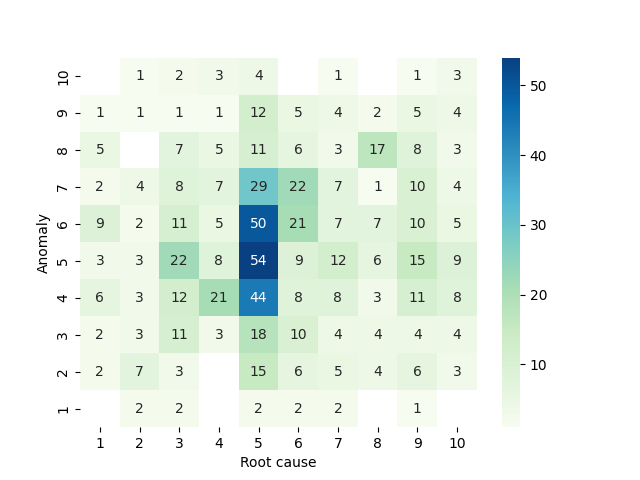 10 1 2 3 4 1 1 3
9 1 1 1 1 12 5 4 2 5 4
8 5 7 5 11 6 3 17 8 3
7 2 4 8 7 29 22 7 1 10 4
6 9 2 11 5 50 21 7 7 10 5
5 3 3 22 8 54 9 12 6 15 9
4 6 3 12 21 44 8 8 3 11 8
3 2 3 11 3 18 10 4 4 4 4
2 2 7 3 15 6 5 4 6 3
1 2 2 2 2 2 1
1 2 3 4 5 6 7 8 9 10
Root cause
Anomaly
50
40
30
20
10